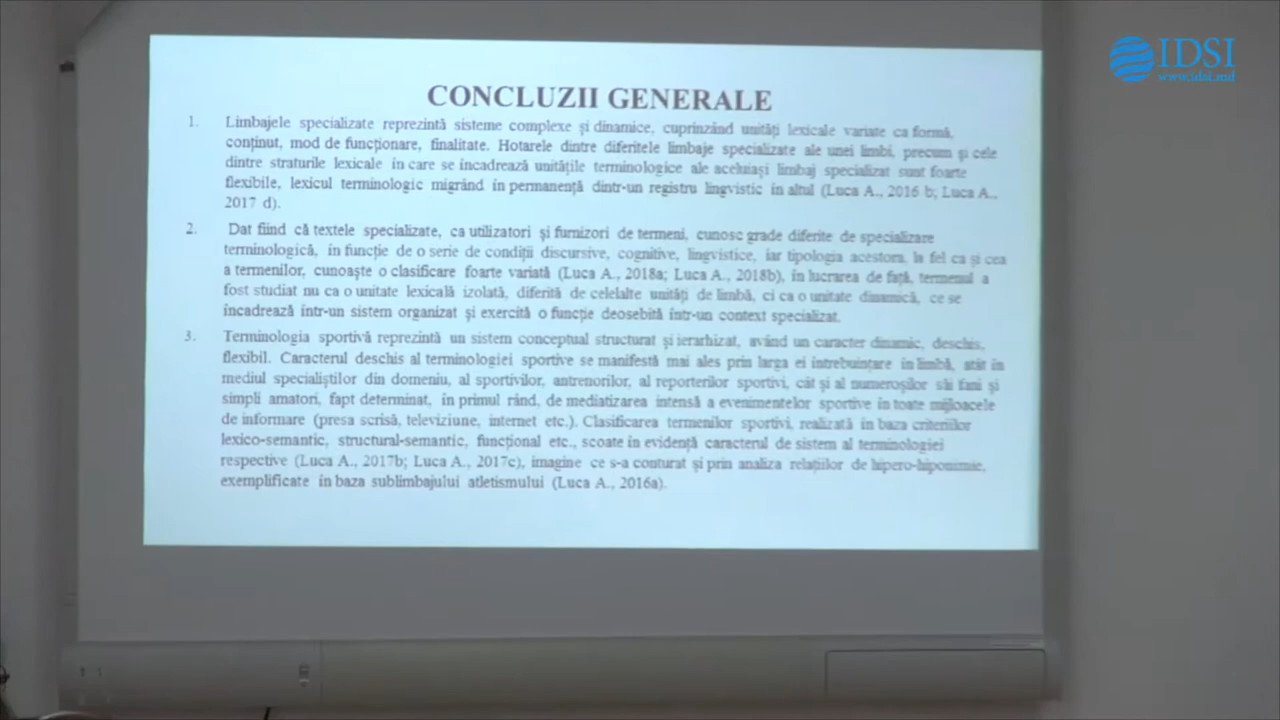 IDSI
www.idsi.md
CONCLUZII GENERALE
1. Limbajele specializate reprezintă sisteme complexe și dinamice, cuprinzând unități lexicale variate ca formă,
conținut, mod de funcționare, finalitate. Hotarele dintre diferitele limbaje specializate ale unei limbi, precum și cele
dintre straturile lexicale în care se încadrează unitățile terminologice ale aceluiași limbaj specializat sunt foarte
flexibile, lexicul terminologic migrând în permanență dintr-un registru lingvistic în altul (Luca A., 2016 b; Luca A.,
2017 d).
2. Dat fiind că textele specializate, ca utilizatori și furnizori de termeni, cunosc grade diferite de specializare
terminologică, în funcție de o serie de condiții discursive, cognitive, lingvistice, iar tipologia acestora, la fel ca și cea
a termenilor, cunoaște o clasificare foarte variată (Luca A., 2018a; Luca A., 2018b), în lucrarea de față, termenul a
fost studiat nu ca o unitate lexicală izolată, diferită de celelalte unități de limbă, ci ca o unitate dinamică, ce se
încadrează într-un sistem organizat și exercită o funcție deosebită într-un context specializat.
3. Terminologia sportivă reprezintă un sistem conceptual structurat și ierarhizat, având un caracter dinamic, deschis,
flexibil. Caracterul deschis al terminologiei sportive se manifestă mai ales prin larga ei întrebuințare în limbă, atât în
mediul specialiștilor din domeniu, al sportivilor, antrenorilor, al reporterilor sportivi, cât și al numeroșilor săi fani și
simpli amatori, fapt determinat, în primul rând, de mediatizarea intensă a evenimentelor sportive în toate mijloacele
de informare (presa scrisă, televiziune, internet etc.). Clasificarea termenilor sportivi, realizată în baza criteriilor
lexico-semantic, structural-semantic, funcțional etc., scoate în evidență caracterul de sistem al terminologiei
respective (Luca A., 2017b; Luca A., 2017c), imagine ce s-a conturat și prin analiza relațiilor de hipero-hiponimie,
exemplificate în baza sublimbajului atletismului (Luca A., 2016a).